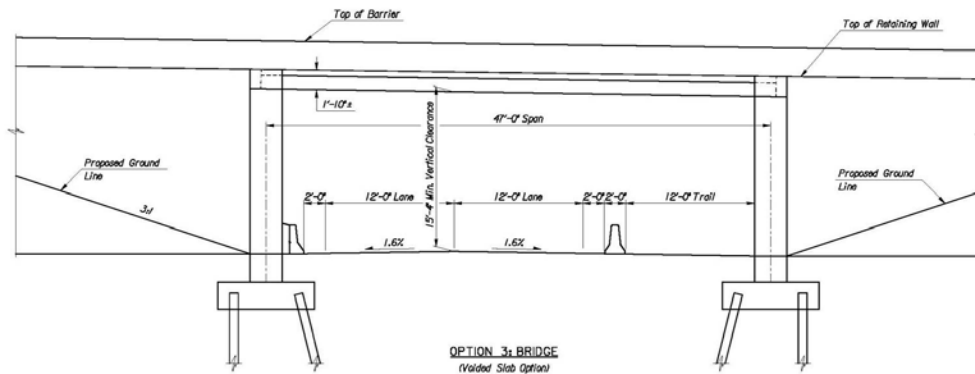 Top of Barrier
Top of Retaining Wall
1'-10"±
47'-0" Span
15'-4" Min. Vertical Clearance
Proposed Ground
Line
Proposed Ground
Line
3:1
2'-0"
12'-0" Lane
12'-0" Lane
2'-0"
2'-0"
12'-0" Trail
1.6%
1.6%
OPTION 3: BRIDGE
(Voided Slab Option)